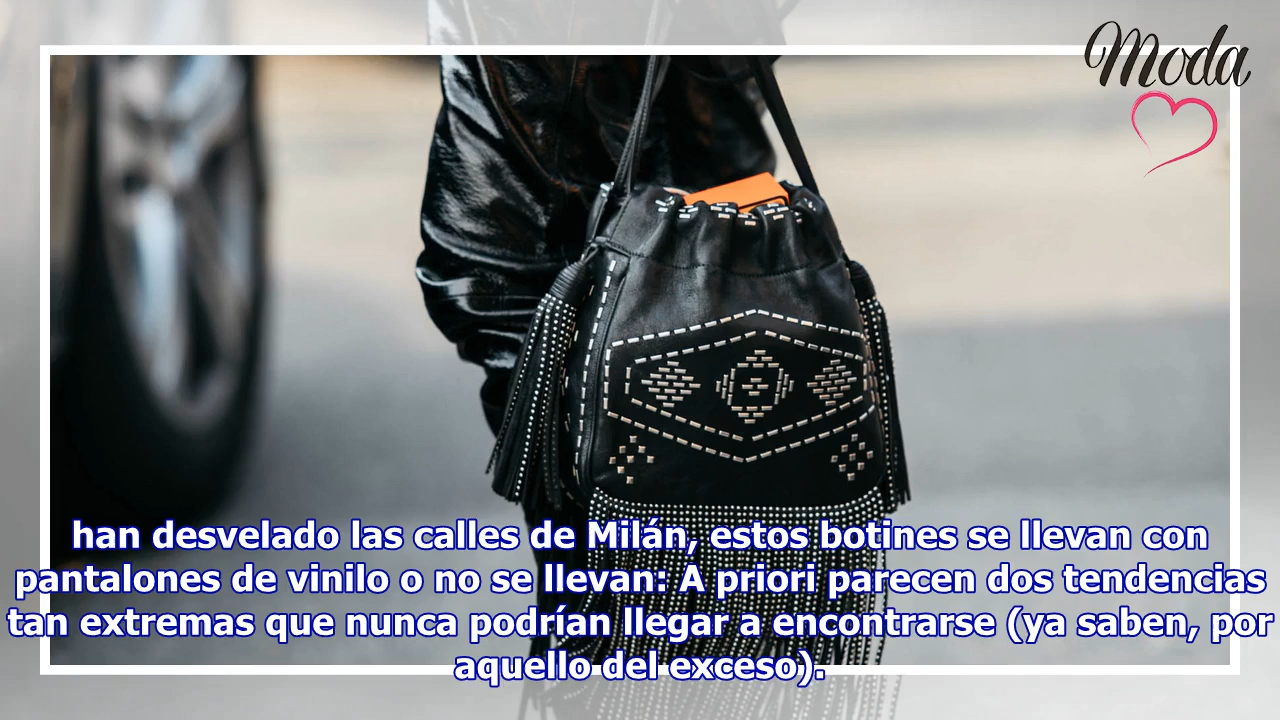 Moda
han desvelado las calles de Milán, estos botines se llevan con
pantalones de vinilo o no se llevan: A priori parecen dos tendencias
tan extremas que nunca podrían llegar a encontrarse (ya saben, por
aquello del exceso).